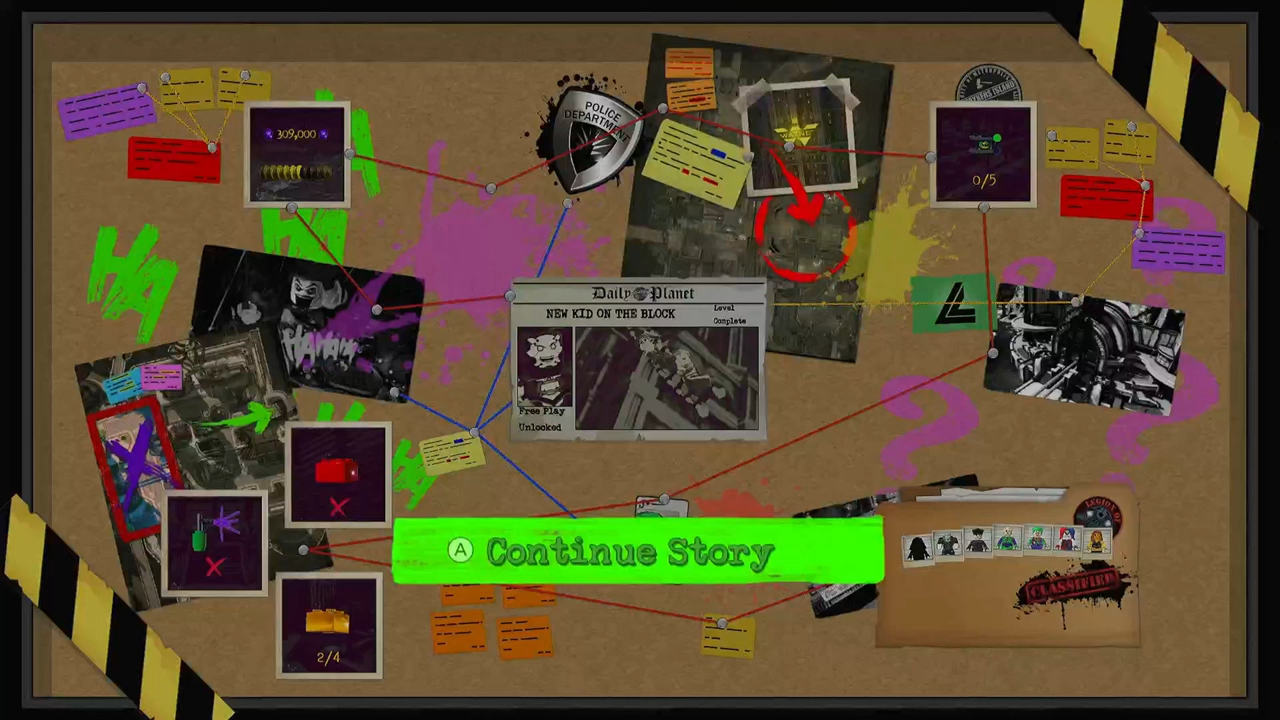 309,000
POLICE
DEPARTMENT
WAYNE
0/5
Daily Planet
NEW KID ON THE BLOCK
Level
Complete
Free Play
Unlocked
A Continue Story
CLASSIFIED
2/4